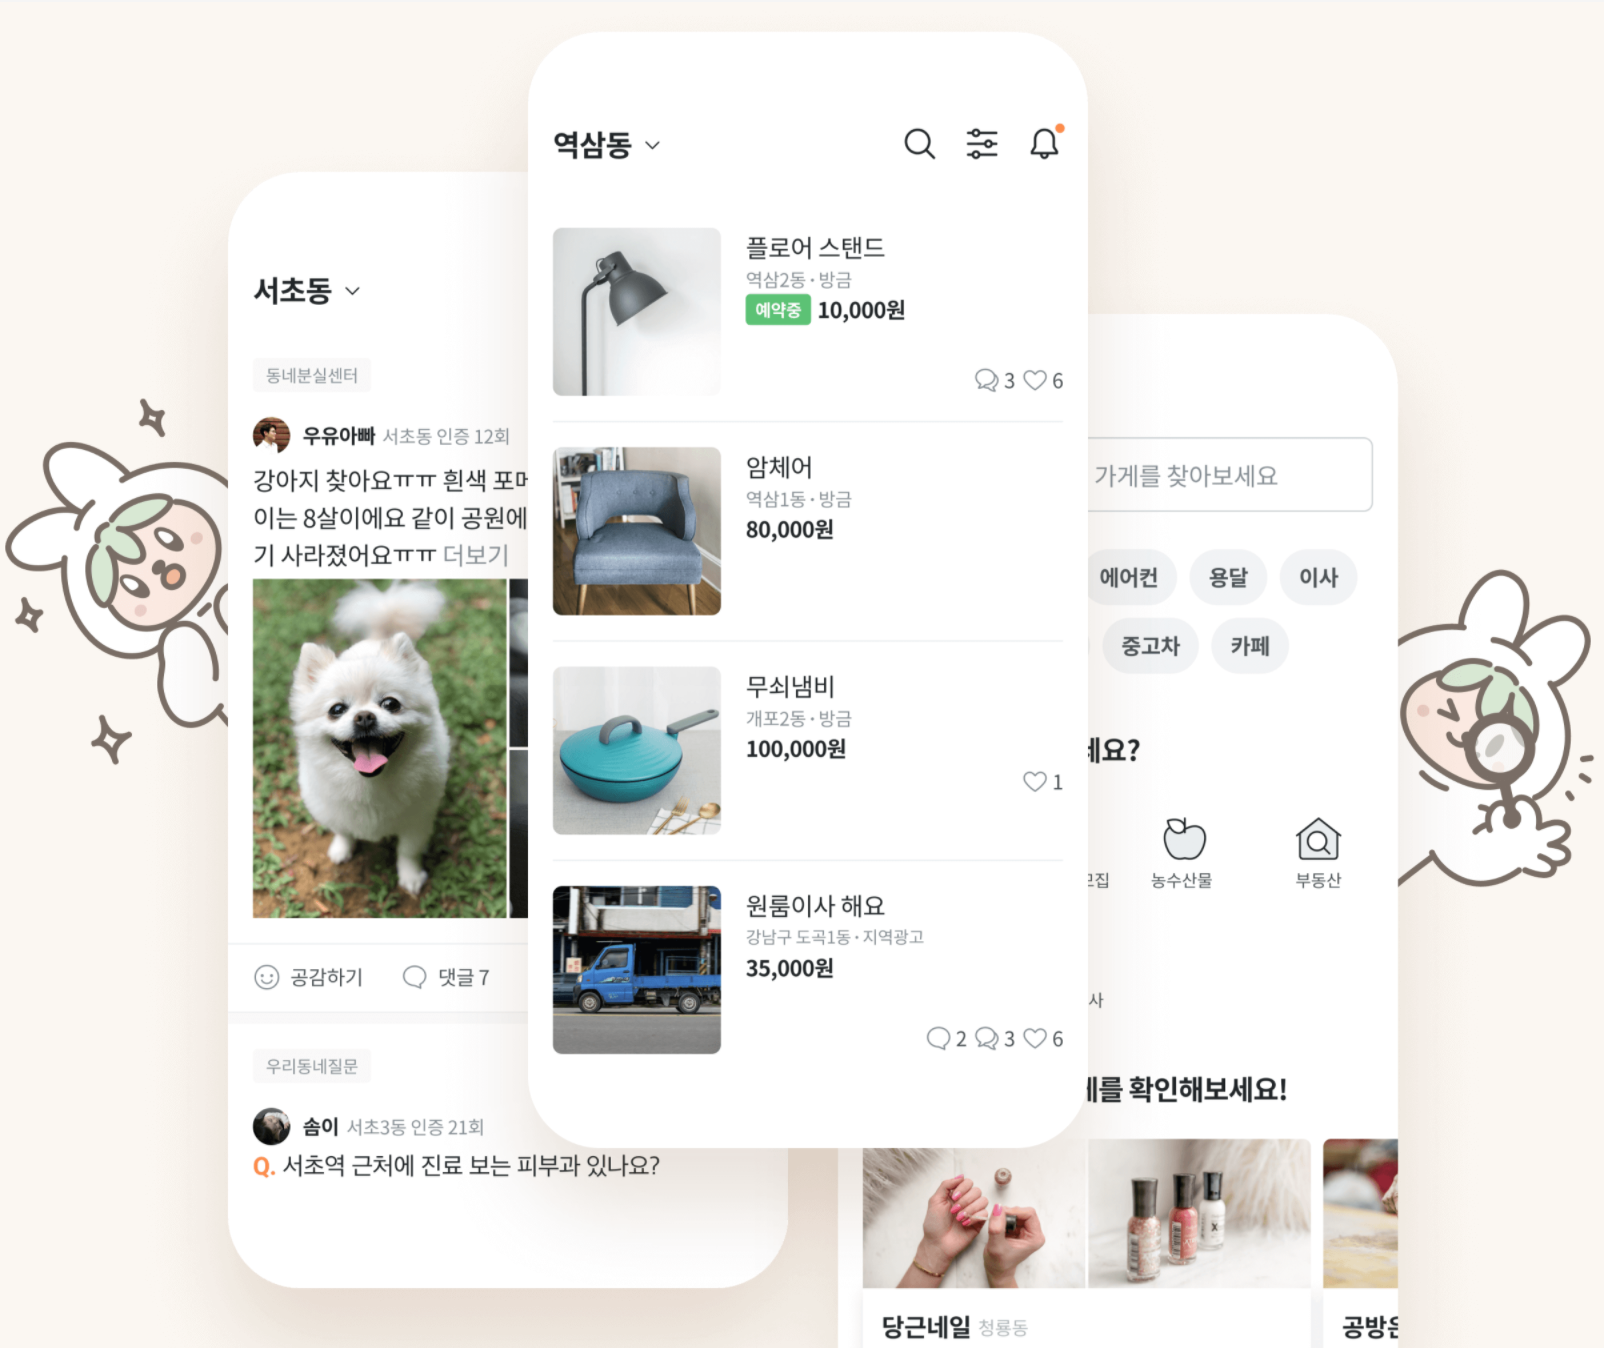 역삼동
플로어 스탠드
역삼2동 · 방금
예약중 10,000원
3 6
암체어
역삼1동 · 방금
80,000원
무쇠냄비
개포2동 · 방금
100,000원
1
원룸이사 해요
강남구 도곡1동 · 지역광고
35,000원
2 3 6
서초동
동네분실센터
우유아빠 서초동 인증 12회
강아지 찾아요ㅠㅠ 흰색
이는 8살이에요 같이 공원에
기 사라졌어요ㅠㅠ 더보기
공감하기 댓글 7
우리동네질문
솜이 서초3동 인증 21회
Q. 서초역 근처에 진료 보는 피부과 있나요?
가게를 찾아보세요
에어컨 용달 이사
중고차 카페
요?
농수산물 부동산
사
를 확인해보세요!
당근네일 청룡동
공방